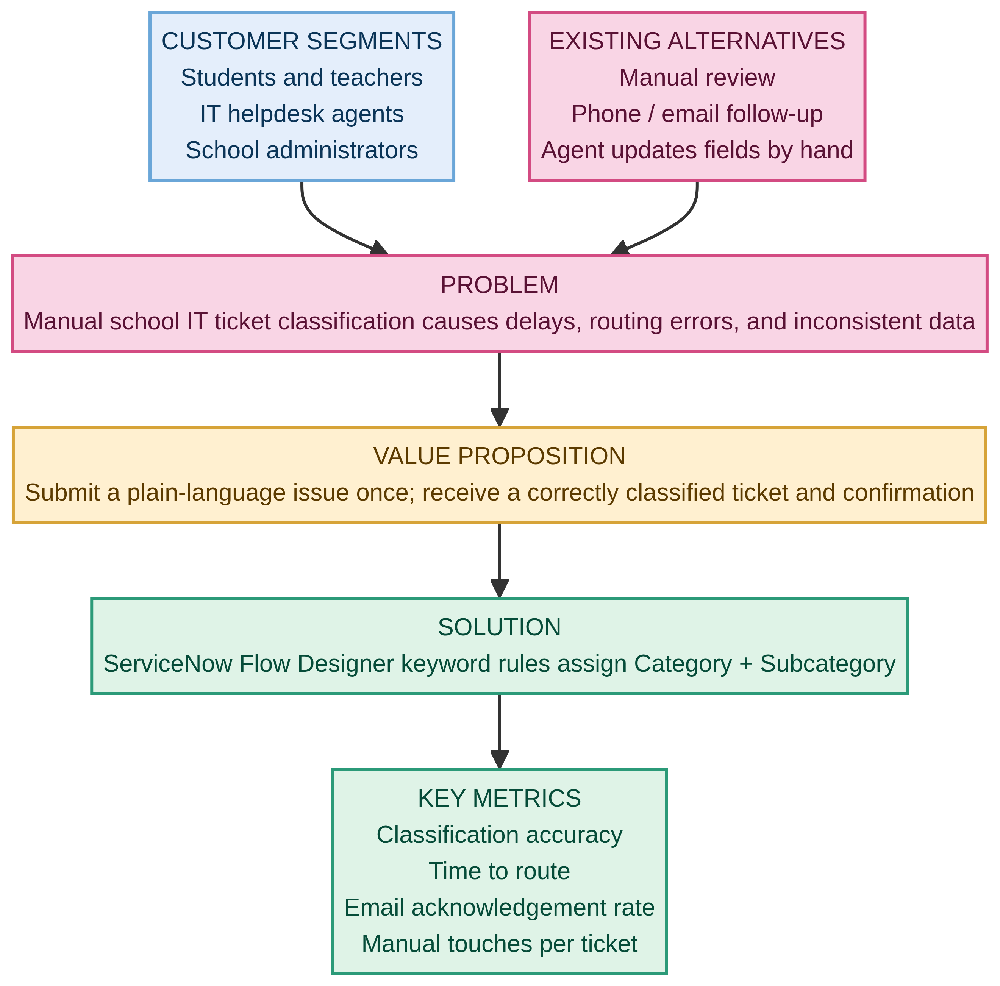 CUSTOMER SEGMENTS
Students and teachers
IT helpdesk agents
School administrators
EXISTING ALTERNATIVES
Manual review
Phone / email follow-up
Agent updates fields by hand
PROBLEM
Manual school IT ticket classification causes delays, routing errors, and inconsistent data
VALUE PROPOSITION
Submit a plain-language issue once; receive a correctly classified ticket and confirmation
SOLUTION
ServiceNow Flow Designer keyword rules assign Category + Subcategory
KEY METRICS
Classification accuracy
Time to route
Email acknowledgement rate
Manual touches per ticket